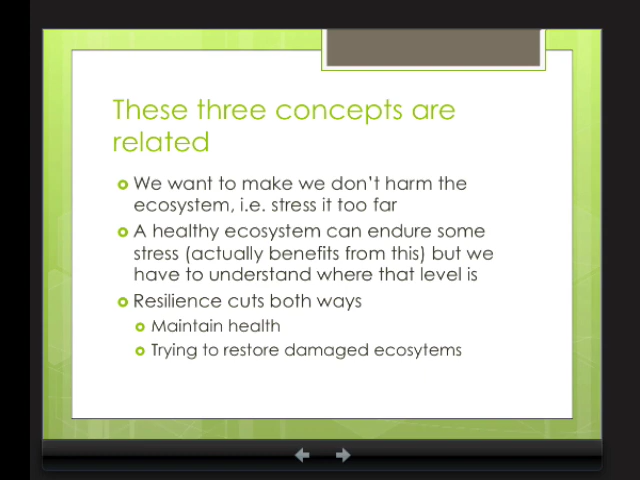 These three concepts are
related
We want to make we don't harm the
ecosystem, i.e. stress it too far
A healthy ecosystem can endure some
stress (actually benefits from this) but we
have to understand where that level is
Resilience cuts both ways
Maintain health
Trying to restore damaged ecosytems